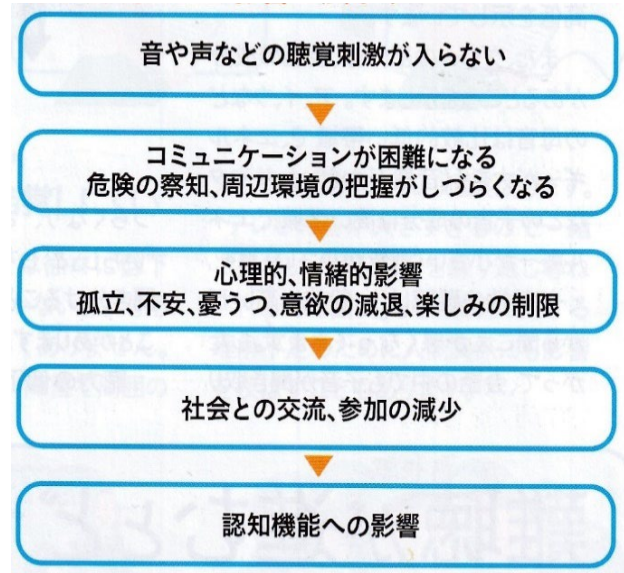 音や声などの聴覚刺激が入らない
コミュニケーションが困難になる
危険の察知、周辺環境の把握がしづらくなる
心理的、情緒的影響
孤立、不安、憂うつ、意欲の減退、楽しみの制限
社会との交流、参加の減少
認知機能への影響